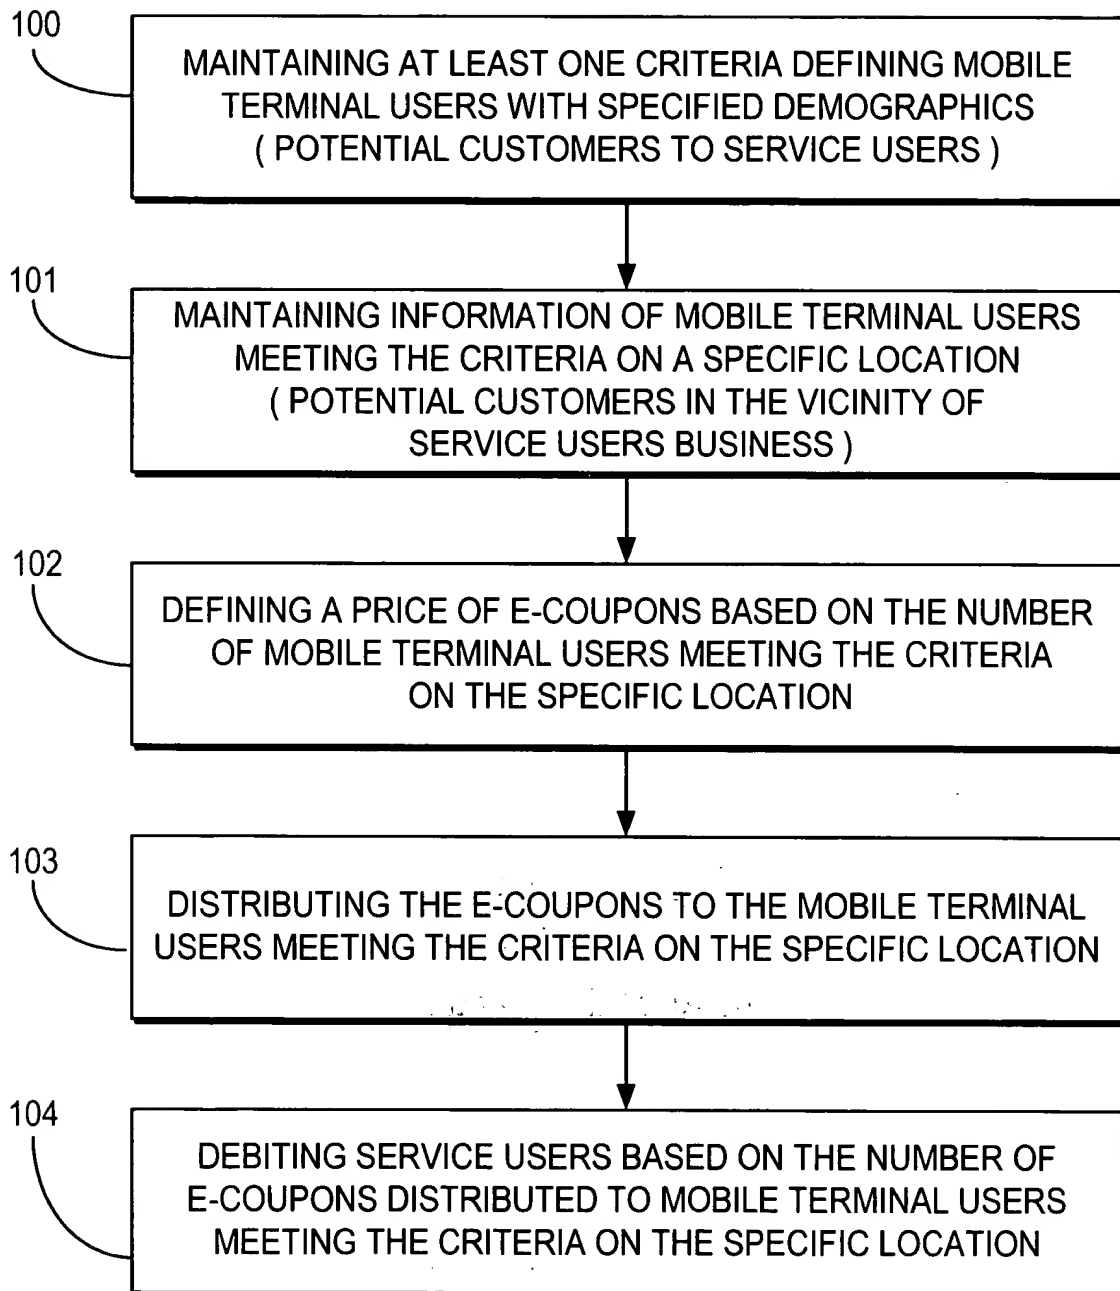 100
MAINTAINING AT LEAST ONE CRITERIA DEFINING MOBILE
TERMINAL USERS WITH SPECIFIED DEMOGRAPHICS
( POTENTIAL CUSTOMERS TO SERVICE USERS )
101
MAINTAINING INFORMATION OF MOBILE TERMINAL USERS
MEETING THE CRITERIA ON A SPECIFIC LOCATION
( POTENTIAL CUSTOMERS IN THE VICINITY OF
SERVICE USERS BUSINESS )
102
DEFINING A PRICE OF E-COUPONS BASED ON THE NUMBER
OF MOBILE TERMINAL USERS MEETING THE CRITERIA
ON THE SPECIFIC LOCATION
103
DISTRIBUTING THE E-COUPONS TO THE MOBILE TERMINAL
USERS MEETING THE CRITERIA ON THE SPECIFIC LOCATION
104
DEBITING SERVICE USERS BASED ON THE NUMBER OF
E-COUPONS DISTRIBUTED TO MOBILE TERMINAL USERS
MEETING THE CRITERIA ON THE SPECIFIC LOCATION